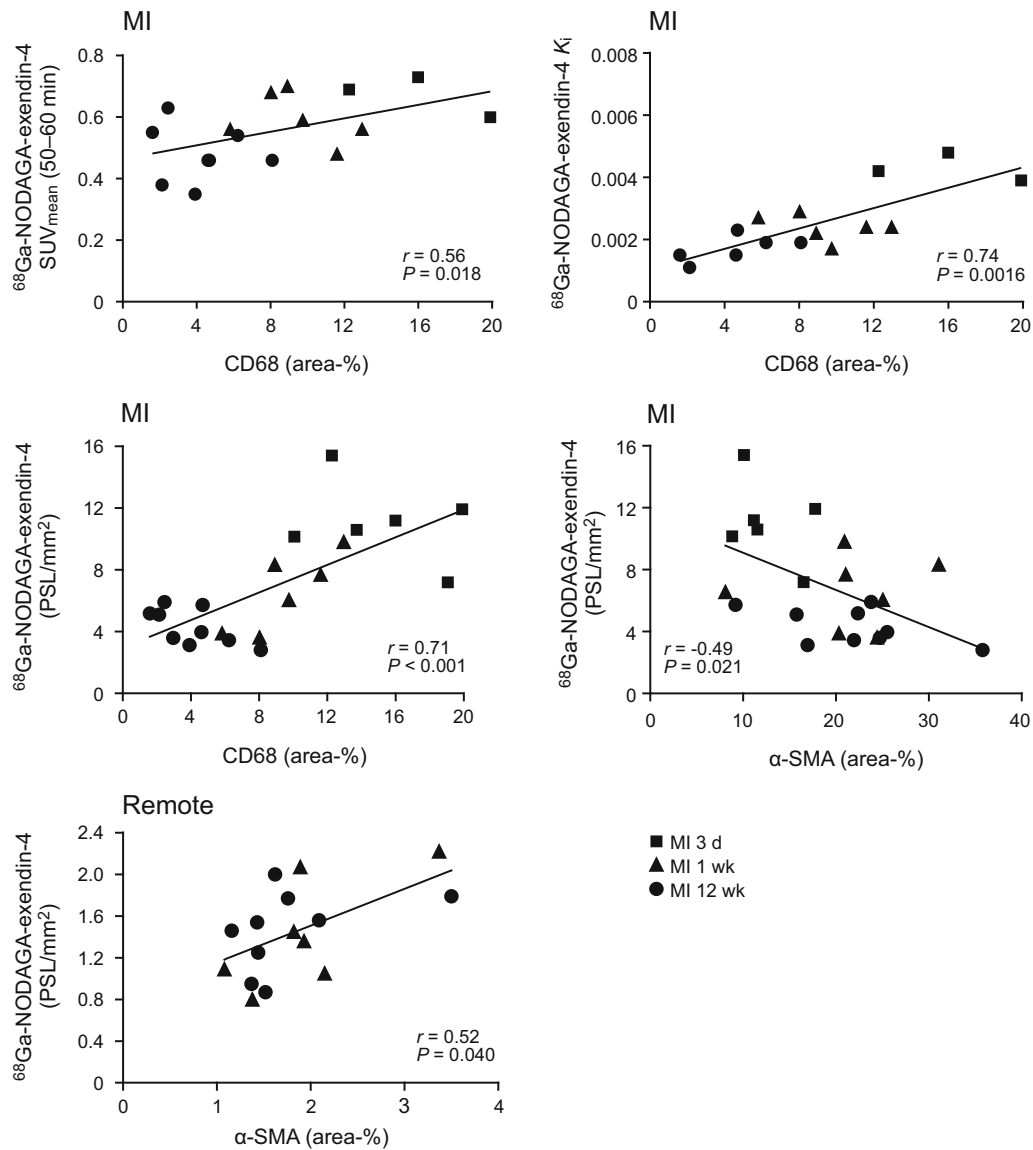 MI
⁶⁸Ga-NODAGA-exendin-4
SUVmean (50–60 min)
0.8
0.6
0.4
0.2
0
r = 0.56
P = 0.018
0 4 8 12 16 20
CD68 (area-%)
MI
⁶⁸Ga-NODAGA-exendin-4 Ki
0.008
0.006
0.004
0.002
0
r = 0.74
P = 0.0016
0 4 8 12 16 20
CD68 (area-%)
MI
⁶⁸Ga-NODAGA-exendin-4
(PSL/mm²)
16
12
8
4
0
r = 0.71
P < 0.001
0 4 8 12 16 20
CD68 (area-%)
MI
⁶⁸Ga-NODAGA-exendin-4
(PSL/mm²)
16
12
8
4
0
r = -0.49
P = 0.021
0 10 20 30 40
α-SMA (area-%)
Remote
⁶⁸Ga-NODAGA-exendin-4
(PSL/mm²)
2.4
2.0
1.6
1.2
0.8
0.4
0
r = 0.52
P = 0.040
0 1 2 3 4
α-SMA (area-%)
MI 3 d
MI 1 wk
MI 12 wk